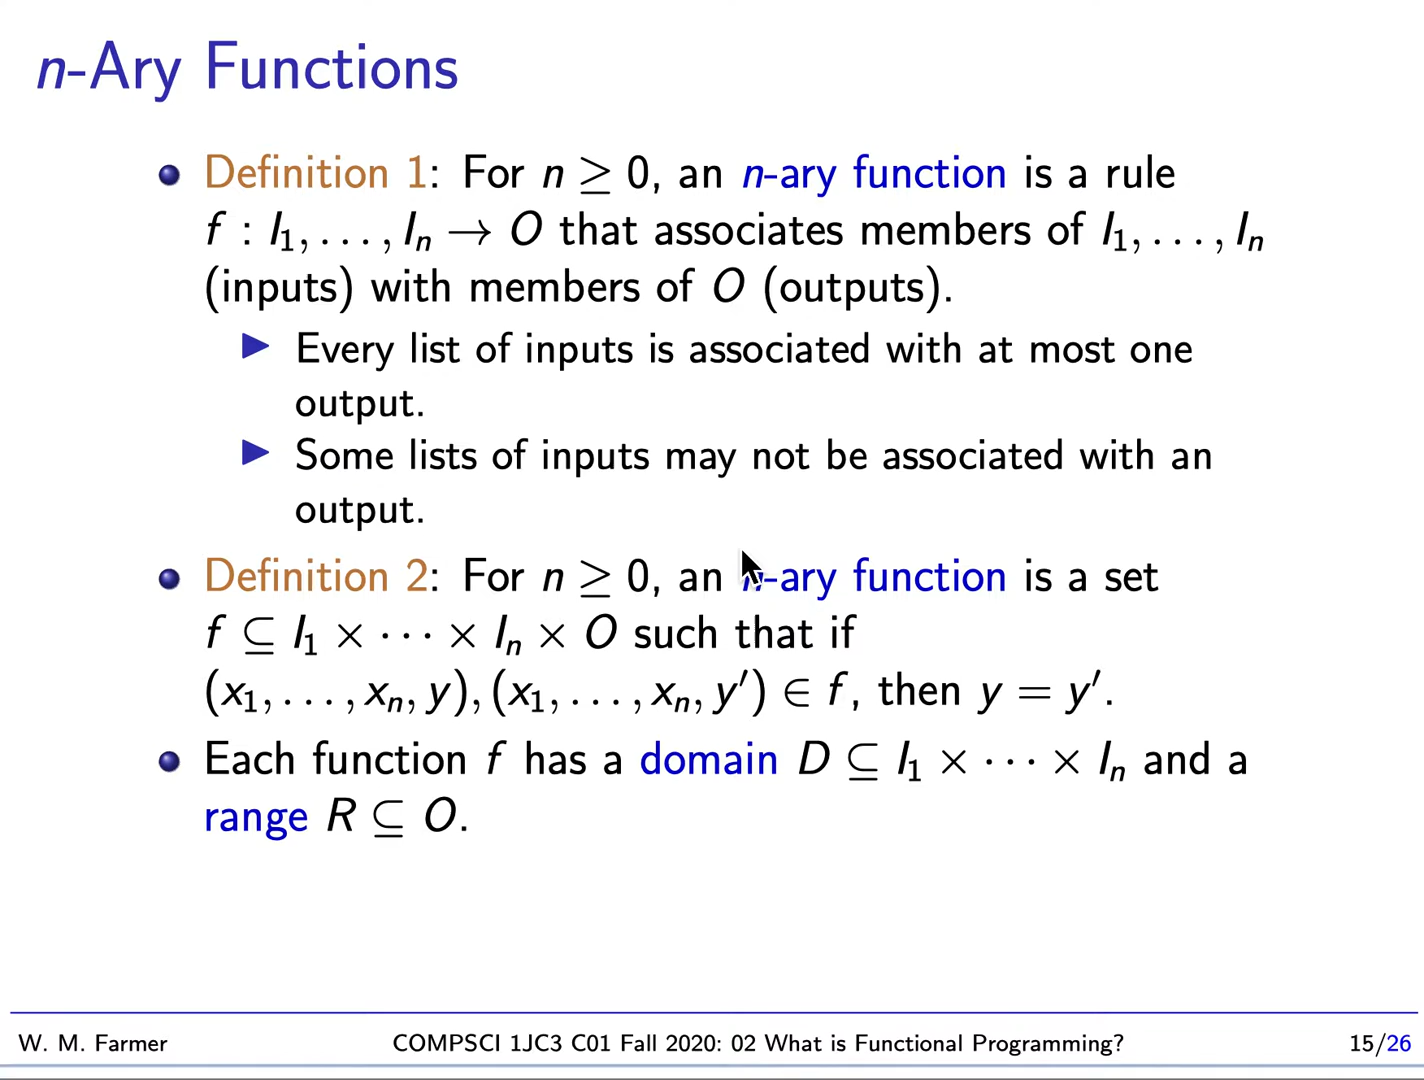 n-Ary Functions
Definition 1: For n ≥ 0, an n-ary function is a rule
f : I₁, . . . , Iₙ → O that associates members of I₁, . . . , Iₙ
(inputs) with members of O (outputs).
Every list of inputs is associated with at most one
output.
Some lists of inputs may not be associated with an
output.
Definition 2: For n ≥ 0, an n-ary function is a set
f ⊆ I₁ × · · · × Iₙ × O such that if
(x₁, . . . , xₙ, y), (x₁, . . . , xₙ, y′) ∈ f, then y = y′.
Each function f has a domain D ⊆ I₁ × · · · × Iₙ and a
range R ⊆ O.
W. M. Farmer COMPSCI 1JC3 C01 Fall 2020: 02 What is Functional Programming? 15/26